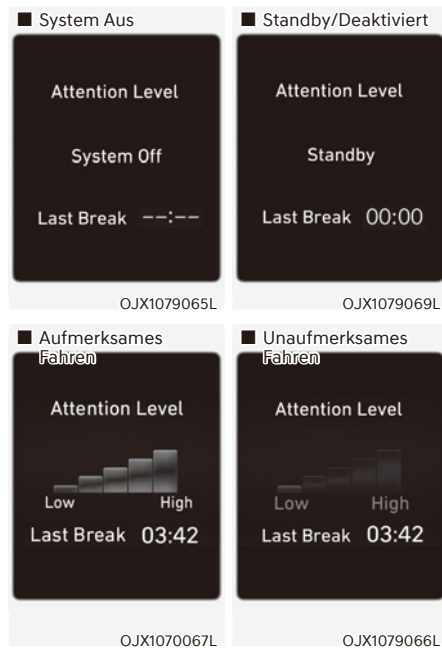 ■ System Aus
Attention Level
System Off
Last Break --:--
OJX1079065L
■ Standby/Deaktiviert
Attention Level
Standby
Last Break 00:00
OJX1079069L
■ Aufmerksames
Fahren
Attention Level
Low High
Last Break 03:42
OJX1070067L
■ Unaufmerksames
Fahren
Attention Level
Low High
Last Break 03:42
OJX1079066L